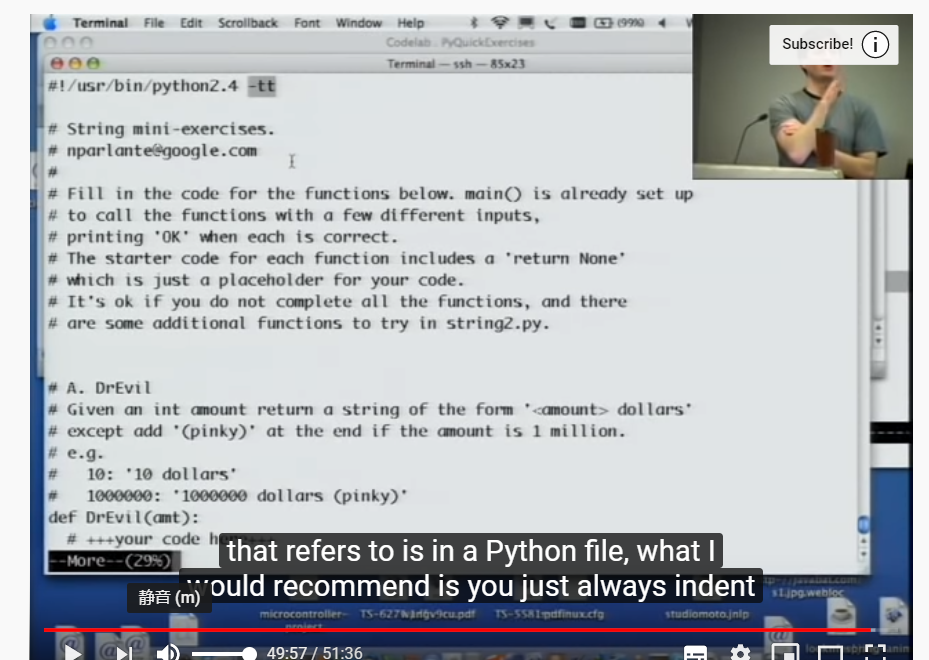 Terminal File Edit Scrollback Font Window Help (99%)
Codelab . PyQuickExercises
Terminal — ssh — 85x23
Subscribe!
#!/usr/bin/python2.4 -tt
# String mini-exercises.
# nparlante@google.com
#
# Fill in the code for the functions below. main() is already set up
# to call the functions with a few different inputs,
# printing 'OK' when each is correct.
# The starter code for each function includes a 'return None'
# which is just a placeholder for your code.
# It's ok if you do not complete all the functions, and there
# are some additional functions to try in string2.py.
# A. DrEvil
# Given an int amount return a string of the form '<amount> dollars'
# except add '(pinky)' at the end if the amount is 1 million.
# e.g.
# 10: '10 dollars'
# 1000000: '1000000 dollars (pinky)'
def DrEvil(amt):
# +++your code
--More--(29%)
that refers to is in a Python file, what I
would recommend is you just always indent
静音 (m)
s1.jpg.webloc
microcontroller-
project
studiomoto.jnlp
49:57 / 51:36